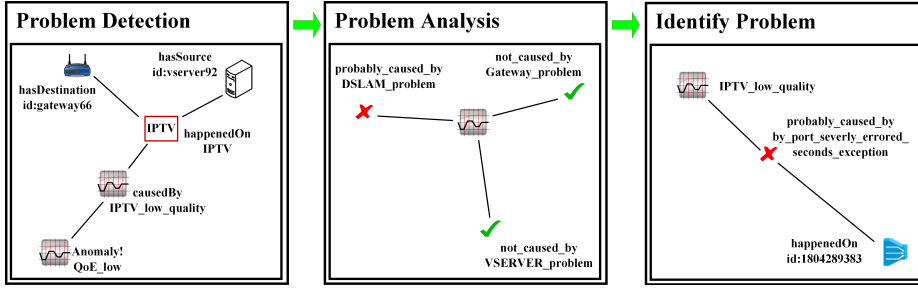 Problem Detection
hasSource
id:vserver92
hasDestination
id:gateway66
IPTV
happenedOn
IPTV
causedBy
IPTV_low_quality
Anomaly!
QoE_low
Problem Analysis
not_caused_by
Gateway_problem
probably_caused_by
DSLAM_problem
not_caused_by
VSERVER_problem
Identify Problem
IPTV_low_quality
probably_caused_by
by_port_severly_errored_
seconds_exception
happenedOn
id:1804289383